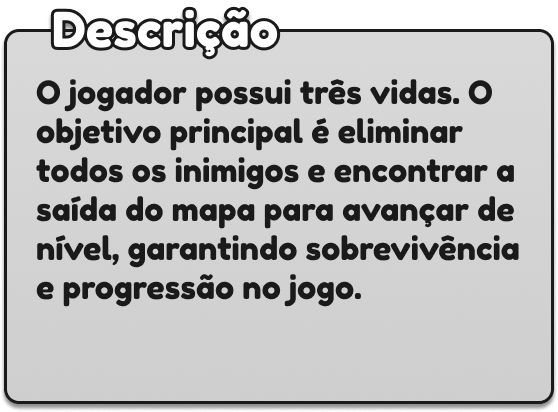 Descrição
O jogador possui três vidas. O
objetivo principal é eliminar
todos os inimigos e encontrar a
saída do mapa para avançar de
nível, garantindo sobrevivência
e progressão no jogo.